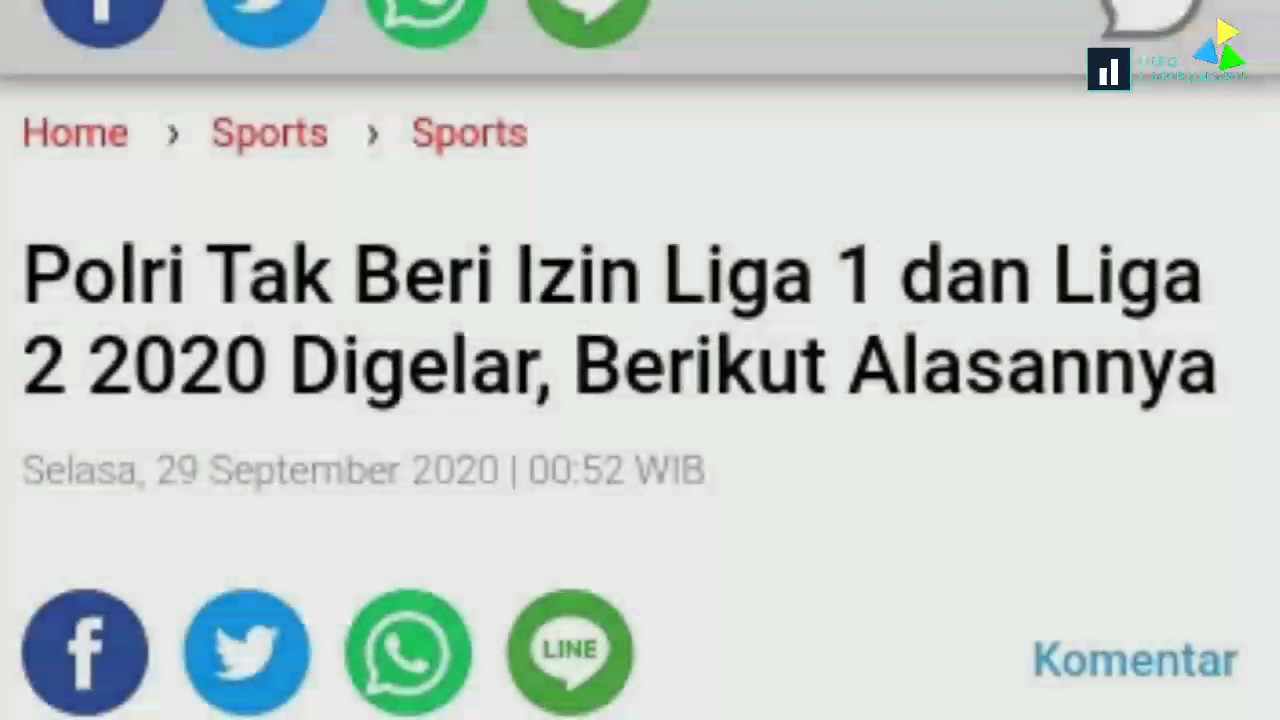 Home › Sports › Sports
Polri Tak Beri Izin Liga 1 dan Liga
2 2020 Digelar, Berikut Alasannya
Selasa, 29 September 2020 | 00:52 WIB
LINE
Komentar